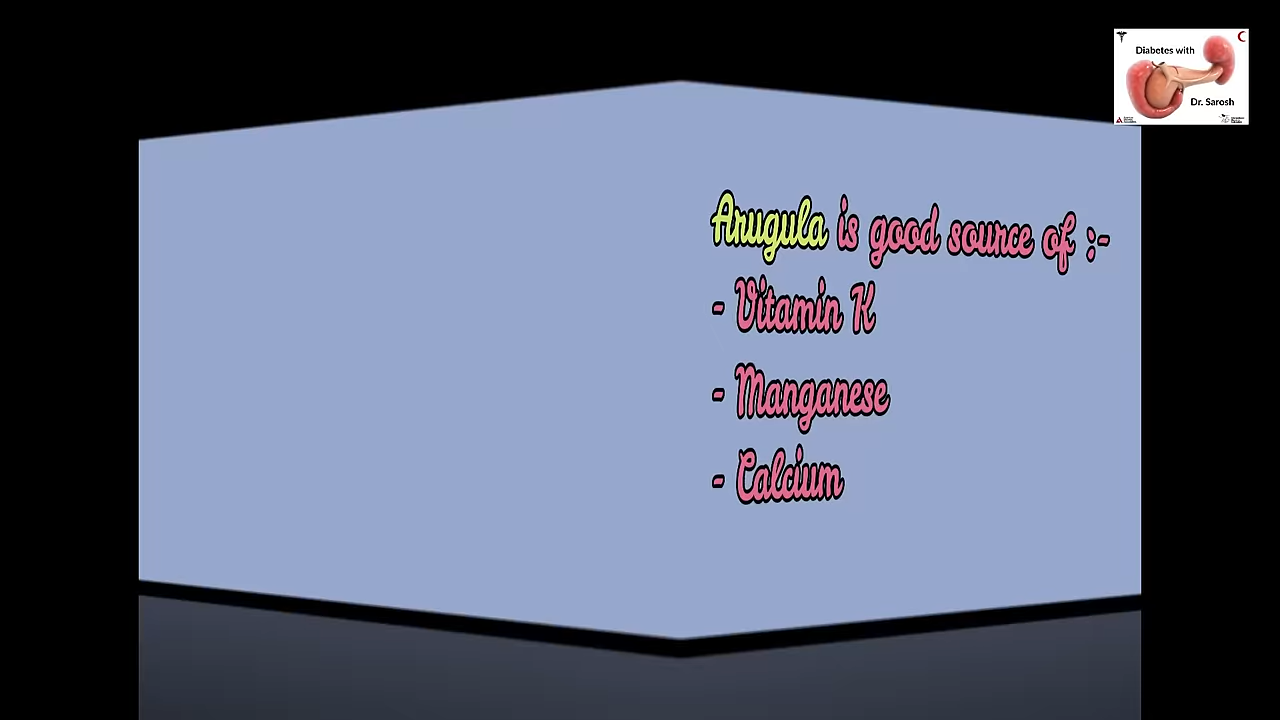 Diabetes with
Dr. Sarosh
Arugula is good source of :-
- Vitamin K
- Manganese
- Calcium